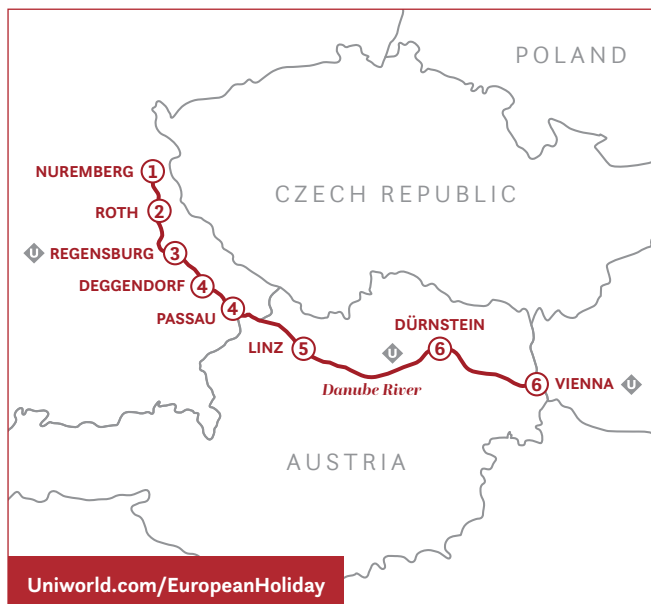 POLAND
NUREMBERG 1
CZECH REPUBLIC
ROTH 2
U REGENSBURG 3
DEGGENDORF 4
PASSAU 4
DÜRNSTEIN
LINZ 5
U
6
Danube River
6 VIENNA U
AUSTRIA
Uniworld.com/EuropeanHoliday